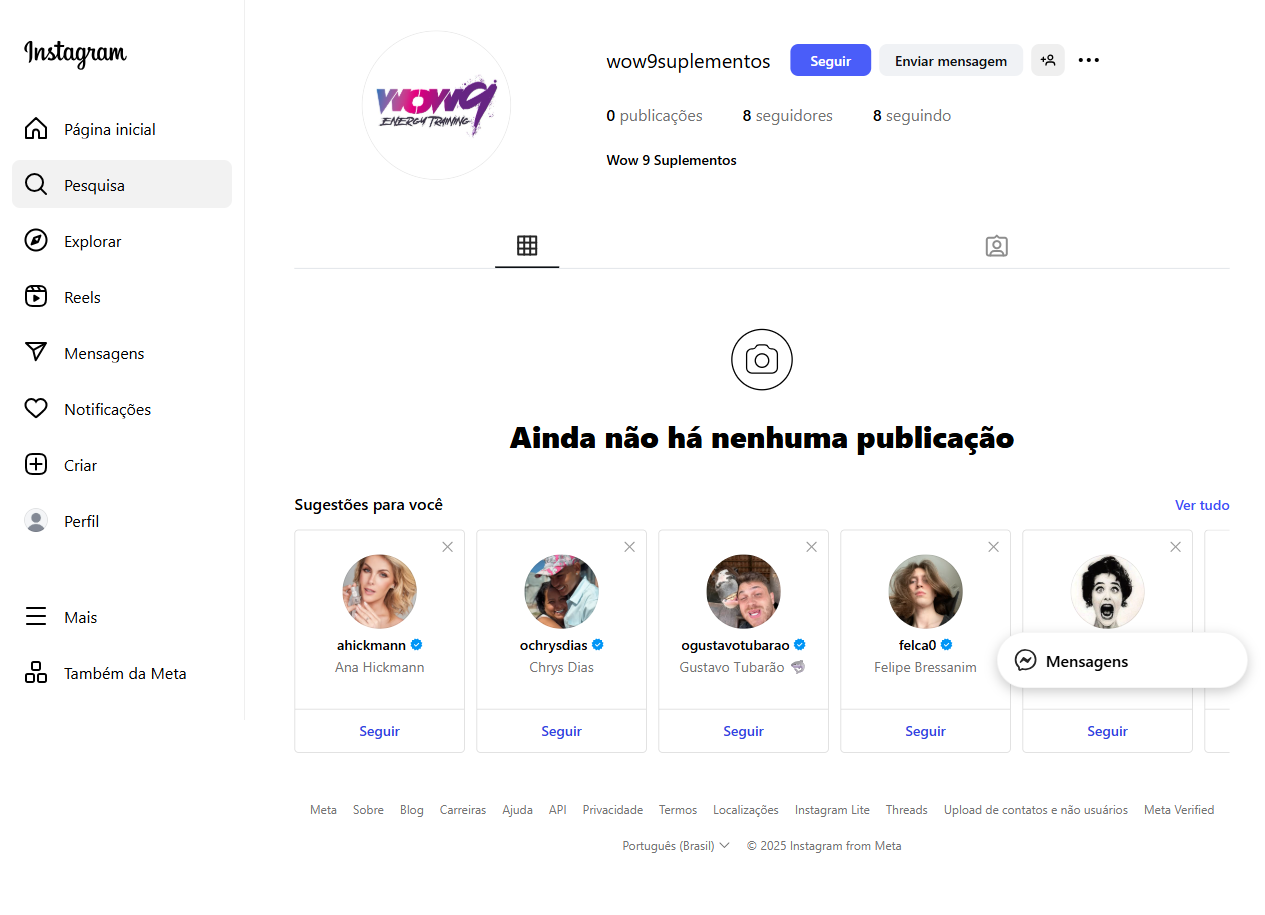 Instagram
Página inicial
Pesquisa
Explorar
Reels
Mensagens
Notificações
Criar
Perfil
Mais
Também da Meta
WOW9
ENERGY TRAINING
wow9suplementos
Seguir
Enviar mensagem
0 publicações
8 seguidores
8 seguindo
Wow 9 Suplementos
Ainda não há nenhuma publicação
Sugestões para você
Ver tudo
ahickmann
Ana Hickmann
Seguir
ochrysdias
Chrys Dias
Seguir
ogustavotubarao
Gustavo Tubarão
Seguir
felca0
Felipe Bressanim
Seguir
Seguir
Mensagens
Meta Sobre Blog Carreiras Ajuda API Privacidade Termos Localizações Instagram Lite Threads Upload de contatos e não usuários Meta Verified
Português (Brasil) © 2025 Instagram from Meta